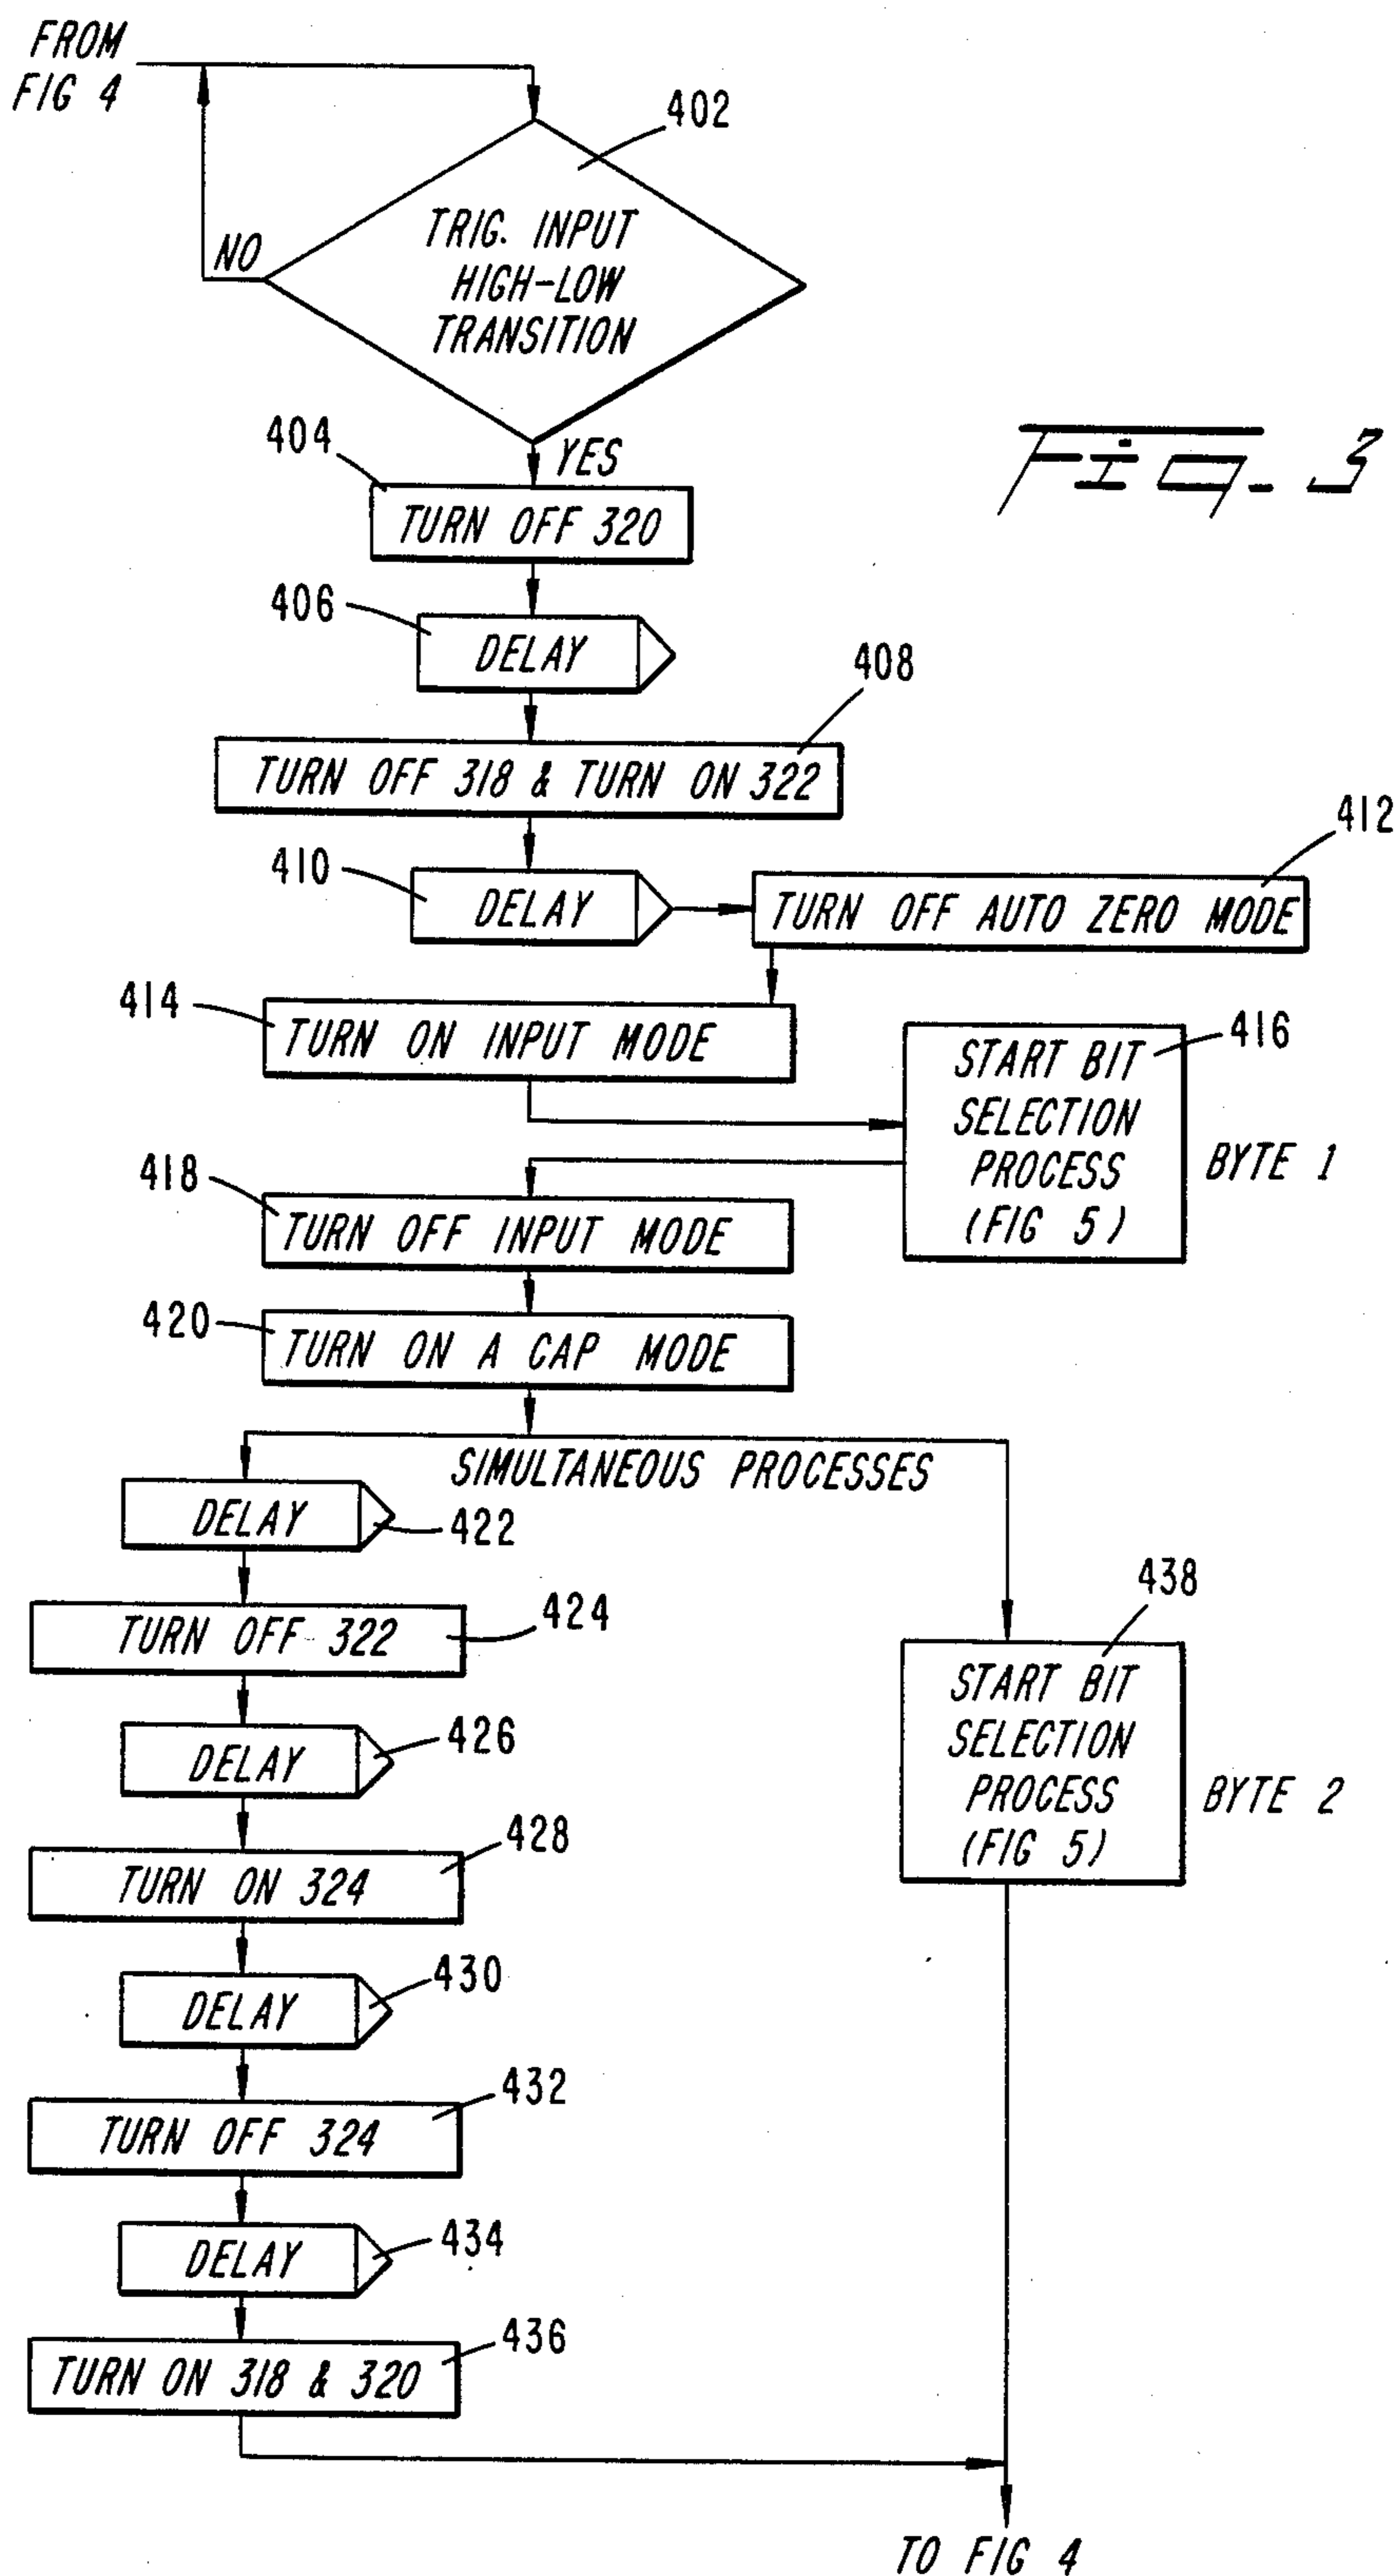 FROM
FIG 4
402
TRIG. INPUT
HIGH-LOW
TRANSITION
NO
YES
Fig. 3
404
TURN OFF 320
406
DELAY
408
TURN OFF 318 & TURN ON 322
410
DELAY
412
TURN OFF AUTO ZERO MODE
414
TURN ON INPUT MODE
416
START BIT
SELECTION
PROCESS
(FIG 5)
BYTE 1
418
TURN OFF INPUT MODE
420
TURN ON A CAP MODE
SIMULTANEOUS PROCESSES
DELAY
422
TURN OFF 322
424
DELAY
426
TURN ON 324
428
DELAY
430
TURN OFF 324
432
DELAY
434
TURN ON 318 & 320
436
438
START BIT
SELECTION
PROCESS
(FIG 5)
BYTE 2
TO FIG 4